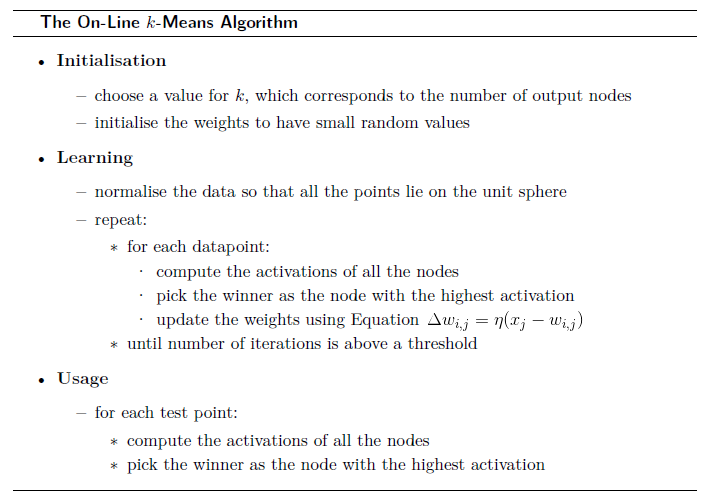 The On-Line k-Means Algorithm
• Initialisation
– choose a value for k, which corresponds to the number of output nodes
– initialise the weights to have small random values
• Learning
– normalise the data so that all the points lie on the unit sphere
– repeat:
∗ for each datapoint:
· compute the activations of all the nodes
· pick the winner as the node with the highest activation
· update the weights using Equation Δw_{i,j} = η(x_j − w_{i,j})
∗ until number of iterations is above a threshold
• Usage
– for each test point:
∗ compute the activations of all the nodes
∗ pick the winner as the node with the highest activation